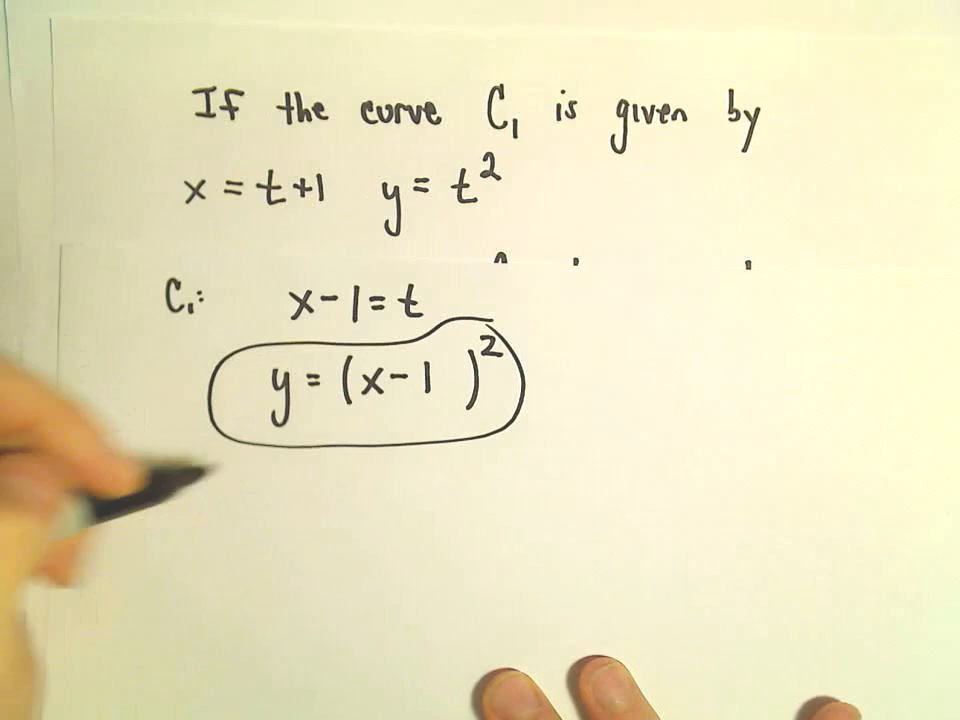 If the curve C₁ is given by
x = t+1 y = t²
C₁: x-1 = t
y = (x-1 )²